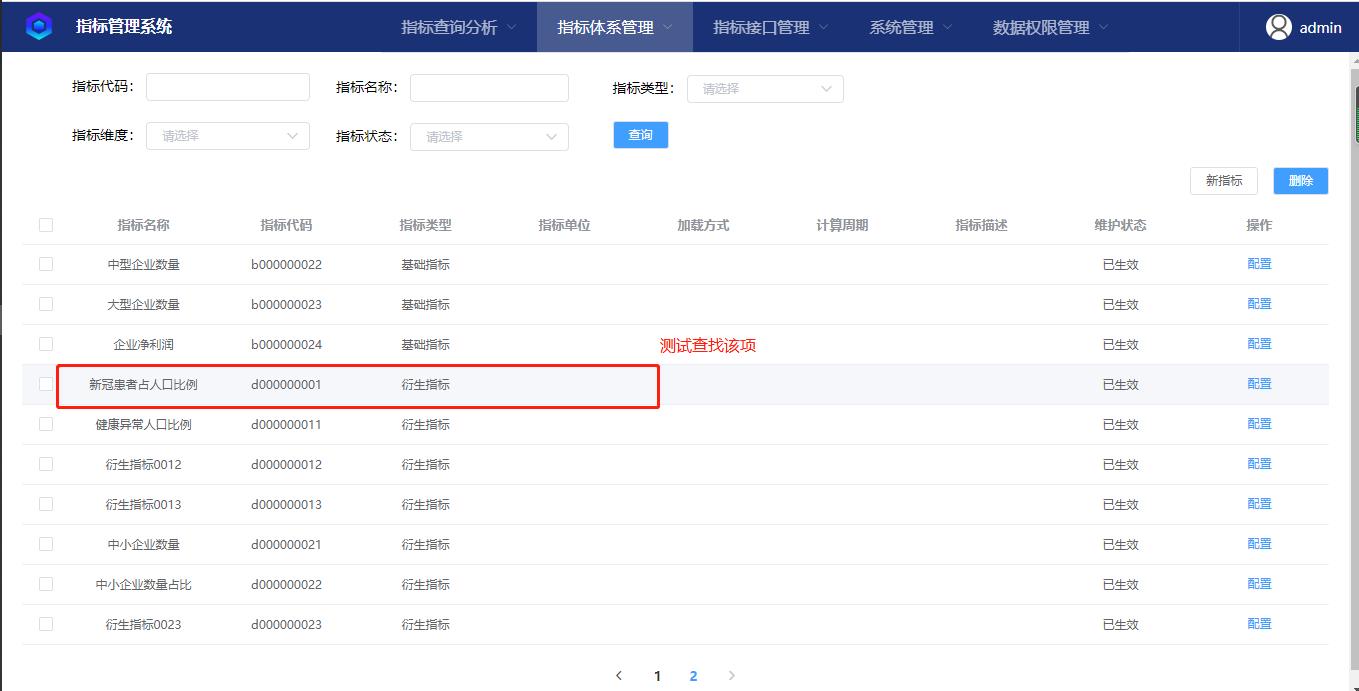 指标管理系统 指标查询分析 指标体系管理 指标接口管理 系统管理 数据权限管理 admin
指标代码： 指标名称： 指标类型： 请选择
指标维度： 请选择 指标状态： 请选择 查询
新指标 删除
指标名称 指标代码 指标类型 指标单位 加载方式 计算周期 指标描述 维护状态 操作
中型企业数量 b000000022 基础指标 已生效 配置
大型企业数量 b000000023 基础指标 已生效 配置
企业净利润 b000000024 基础指标 测试查找该项 已生效 配置
新冠患者占人口比例 d000000001 衍生指标 已生效 配置
健康异常人口比例 d000000011 衍生指标 已生效 配置
衍生指标0012 d000000012 衍生指标 已生效 配置
衍生指标0013 d000000013 衍生指标 已生效 配置
中小企业数量 d000000021 衍生指标 已生效 配置
中小企业数量占比 d000000022 衍生指标 已生效 配置
衍生指标0023 d000000023 衍生指标 已生效 配置
1 2